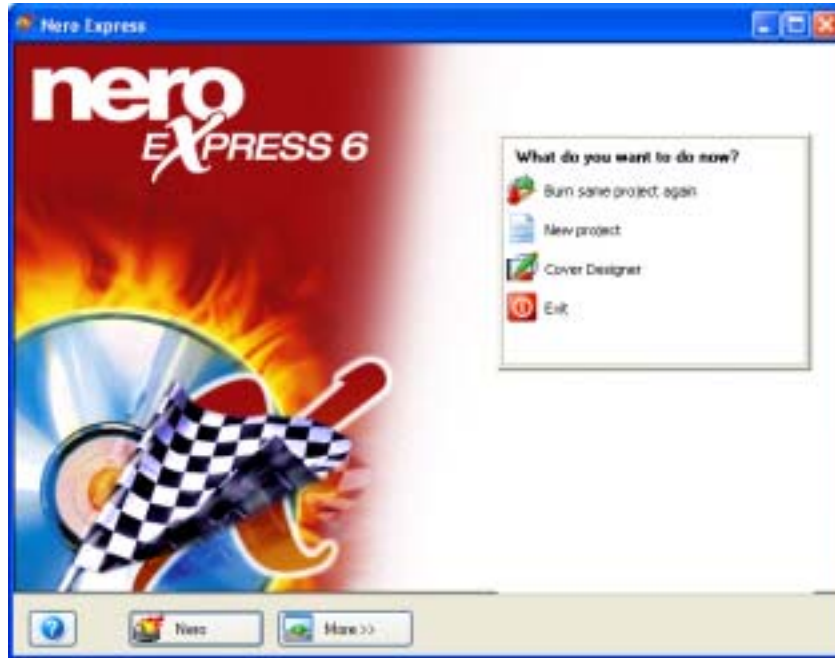 Nero Express
nero
EXPRESS 6
What do you want to do now?
Burn same project again
New project
Cover Designer
Exit
Nero
More >>